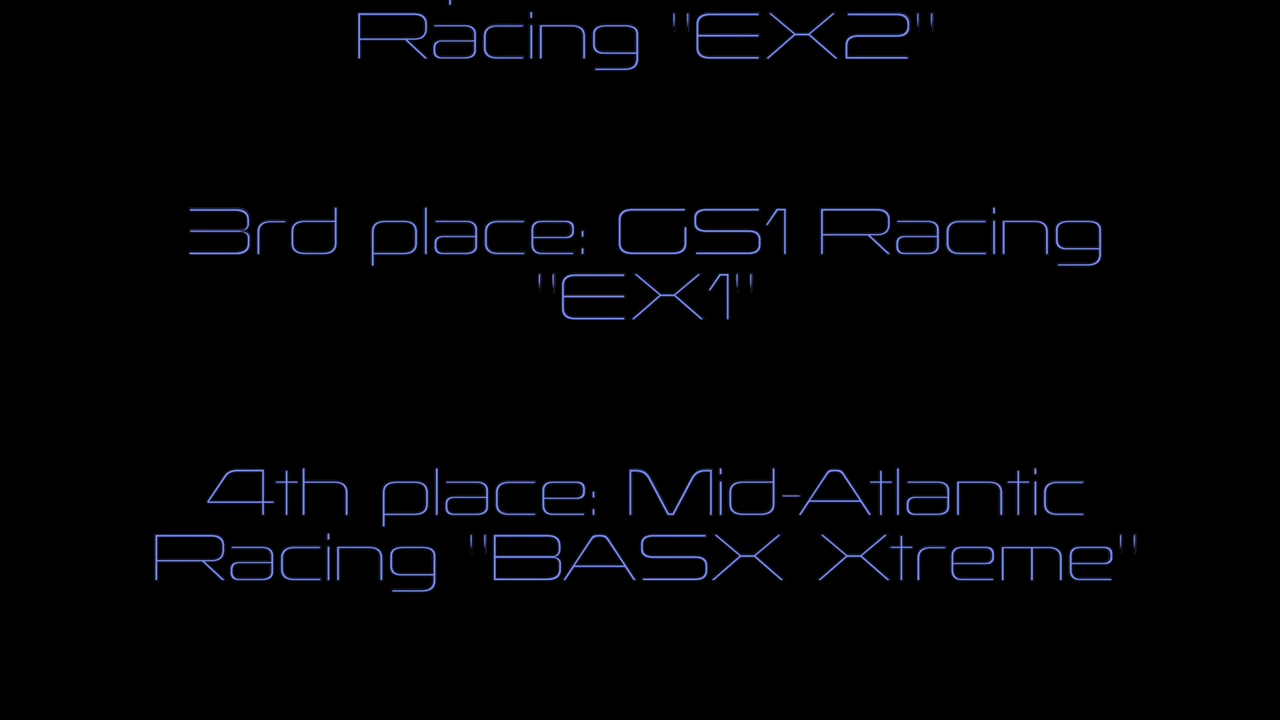 Racing "EX2"
3rd place: GS1 Racing
"EX1"
4th place: Mid-Atlantic
Racing "BASX Xtreme"